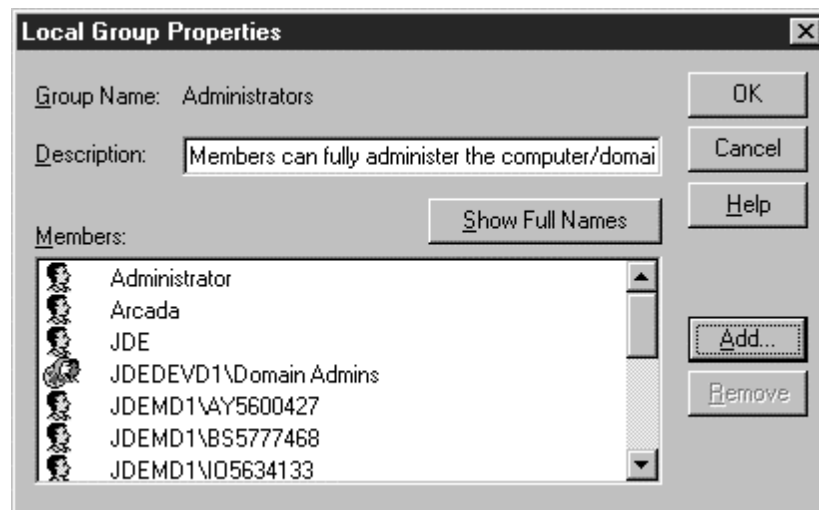 Local Group Properties
Group Name: Administrators
OK
Description: Members can fully administer the computer/domai
Cancel
Show Full Names
Help
Members:
Administrator
Arcada
JDE
JDEDEVD1\Domain Admins
JDEMD1\AY5600427
JDEMD1\BS5777468
JDEMD1\IO5634133
Add...
Remove